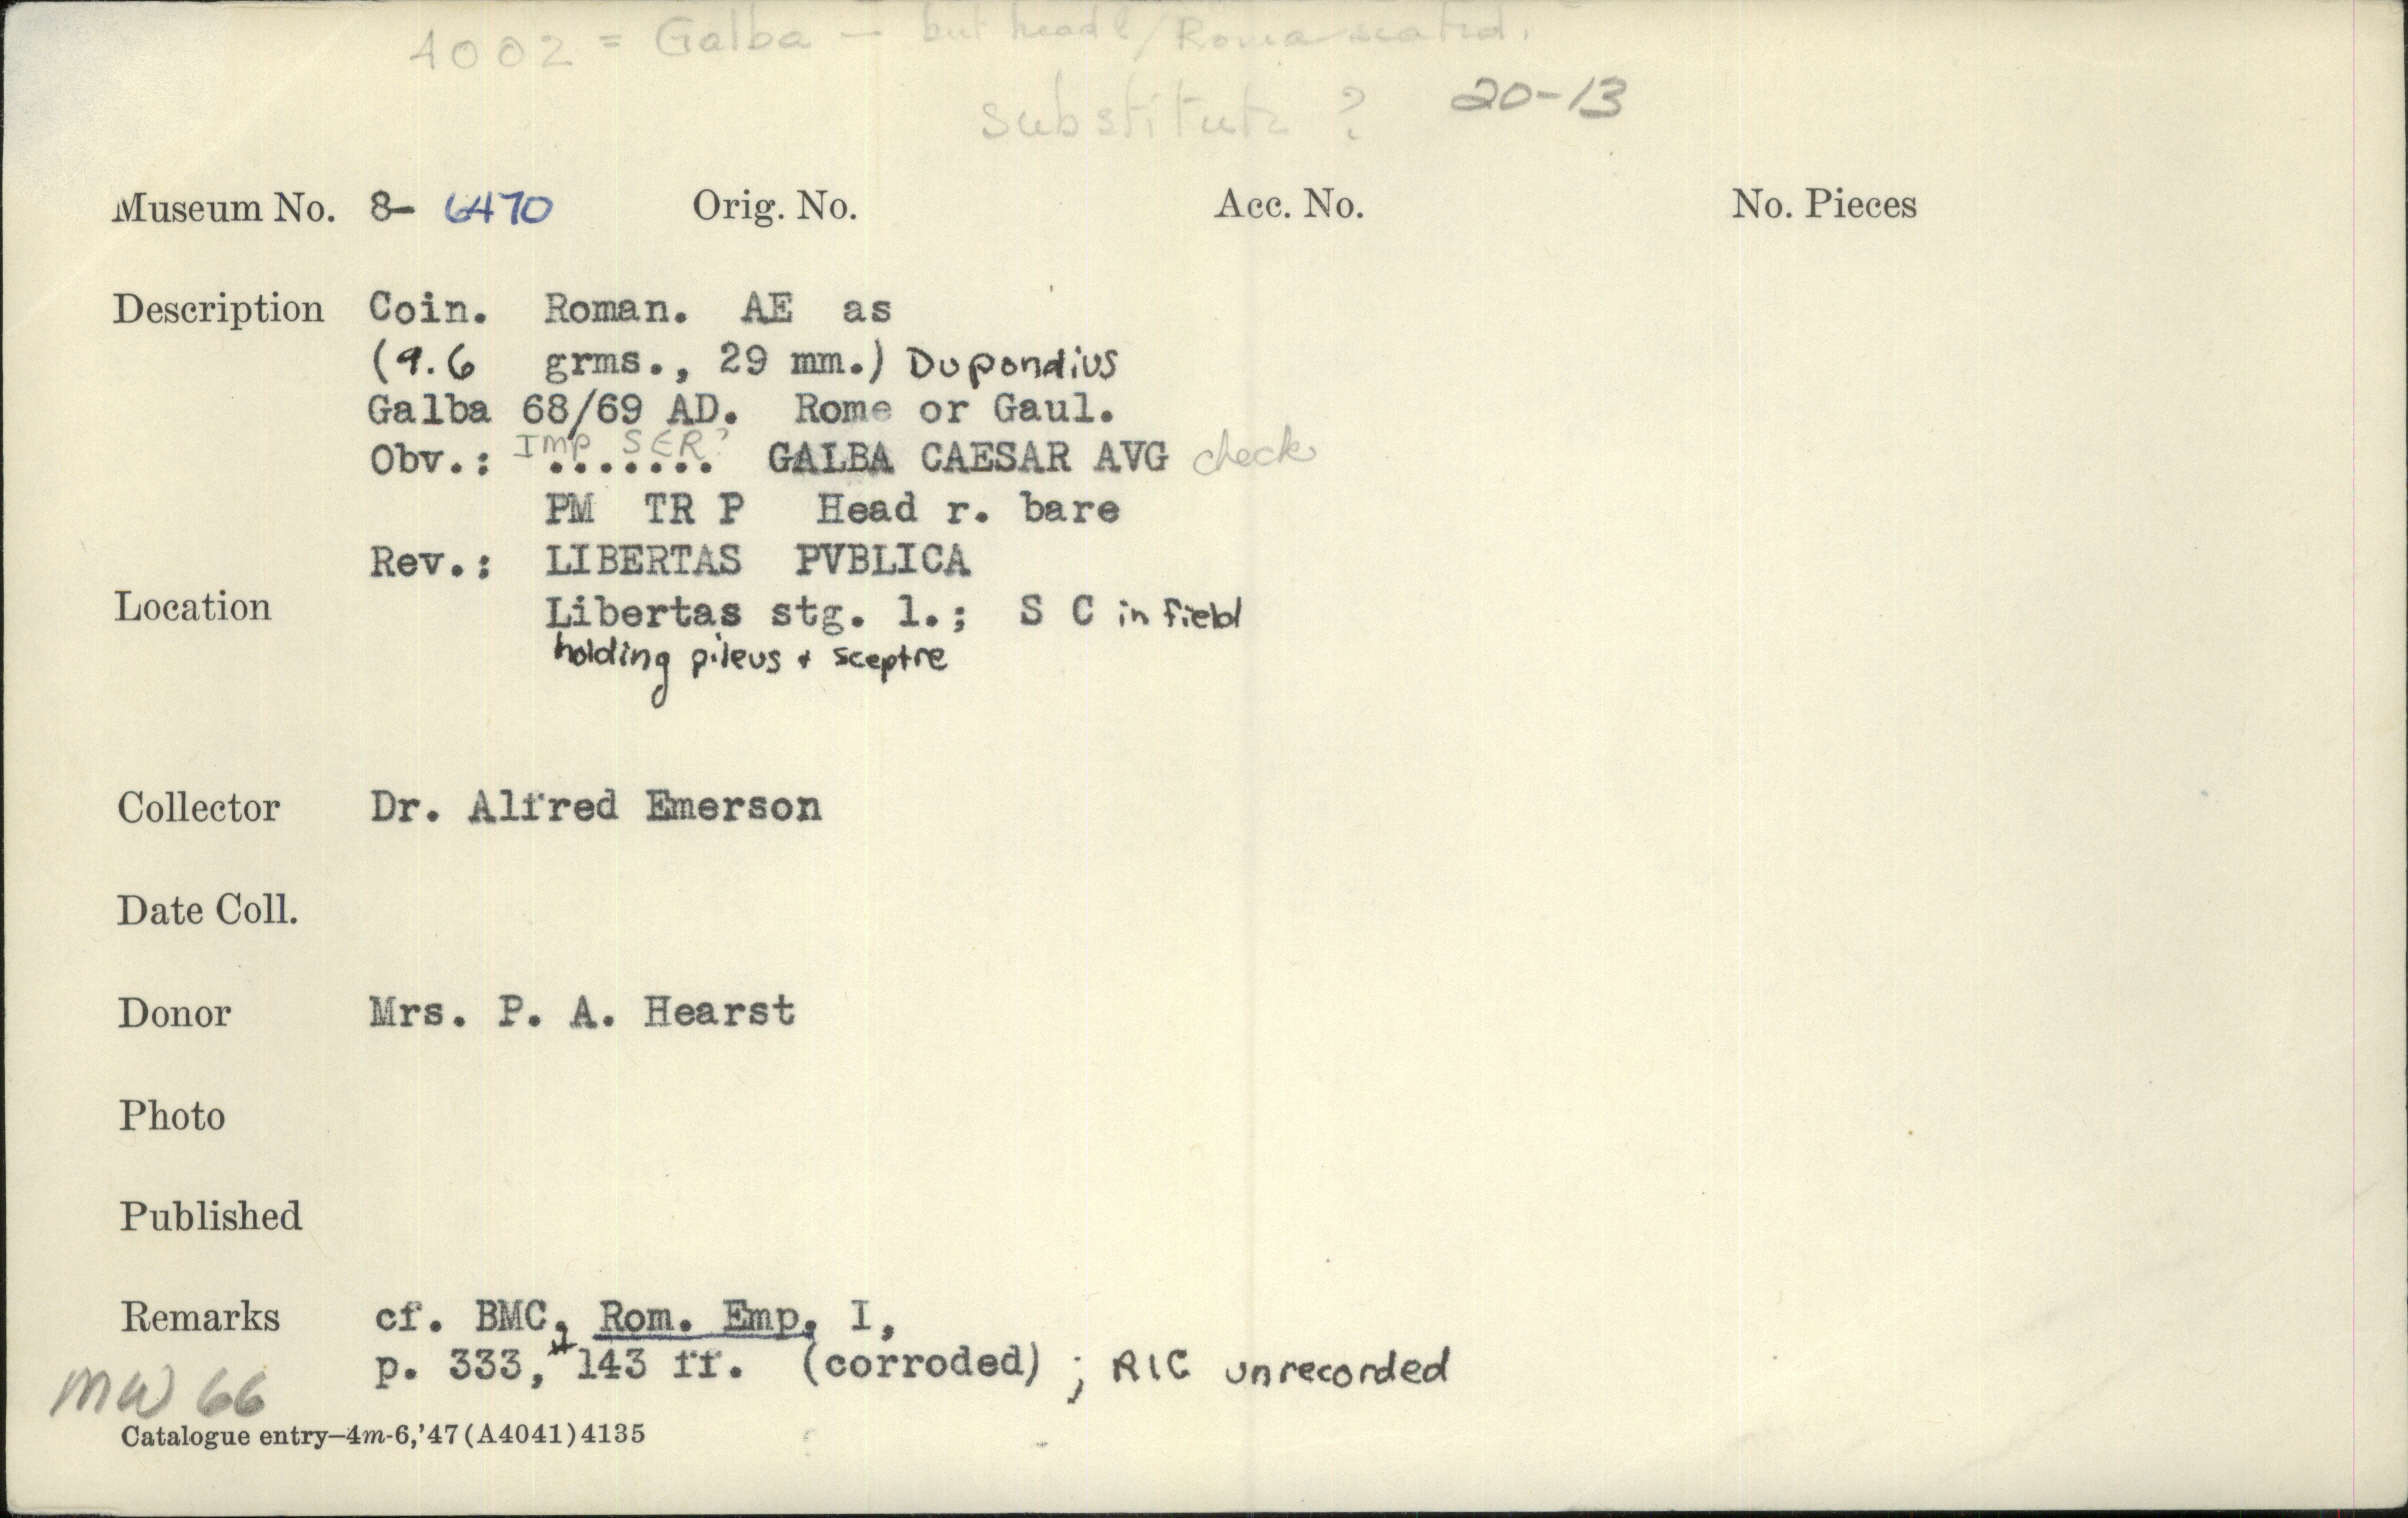 4002 = Galba — but head l/Roma seated.
substitute ? 20-13
Museum No. 8- 6470 Orig. No. Acc. No. No. Pieces
Description Coin. Roman. AE as
(9.6 grms., 29 mm.) Dupondius
Galba 68/69 AD. Rome or Gaul.
IMP SER?
Obv.: ....... GALBA CAESAR AVG check
PM TR P Head r. bare
Rev.: LIBERTAS PVBLICA
Location Libertas stg. l.; S C in field
holding pileus + sceptre
Collector Dr. Alfred Emerson
Date Coll.
Donor Mrs. P. A. Hearst
Photo
Published
Remarks cf. BMC, Rom. Emp. I,
p. 333, 143 ff. (corroded) ; RIC unrecorded
MW 66
Catalogue entry—4m-6,'47(A4041)4135